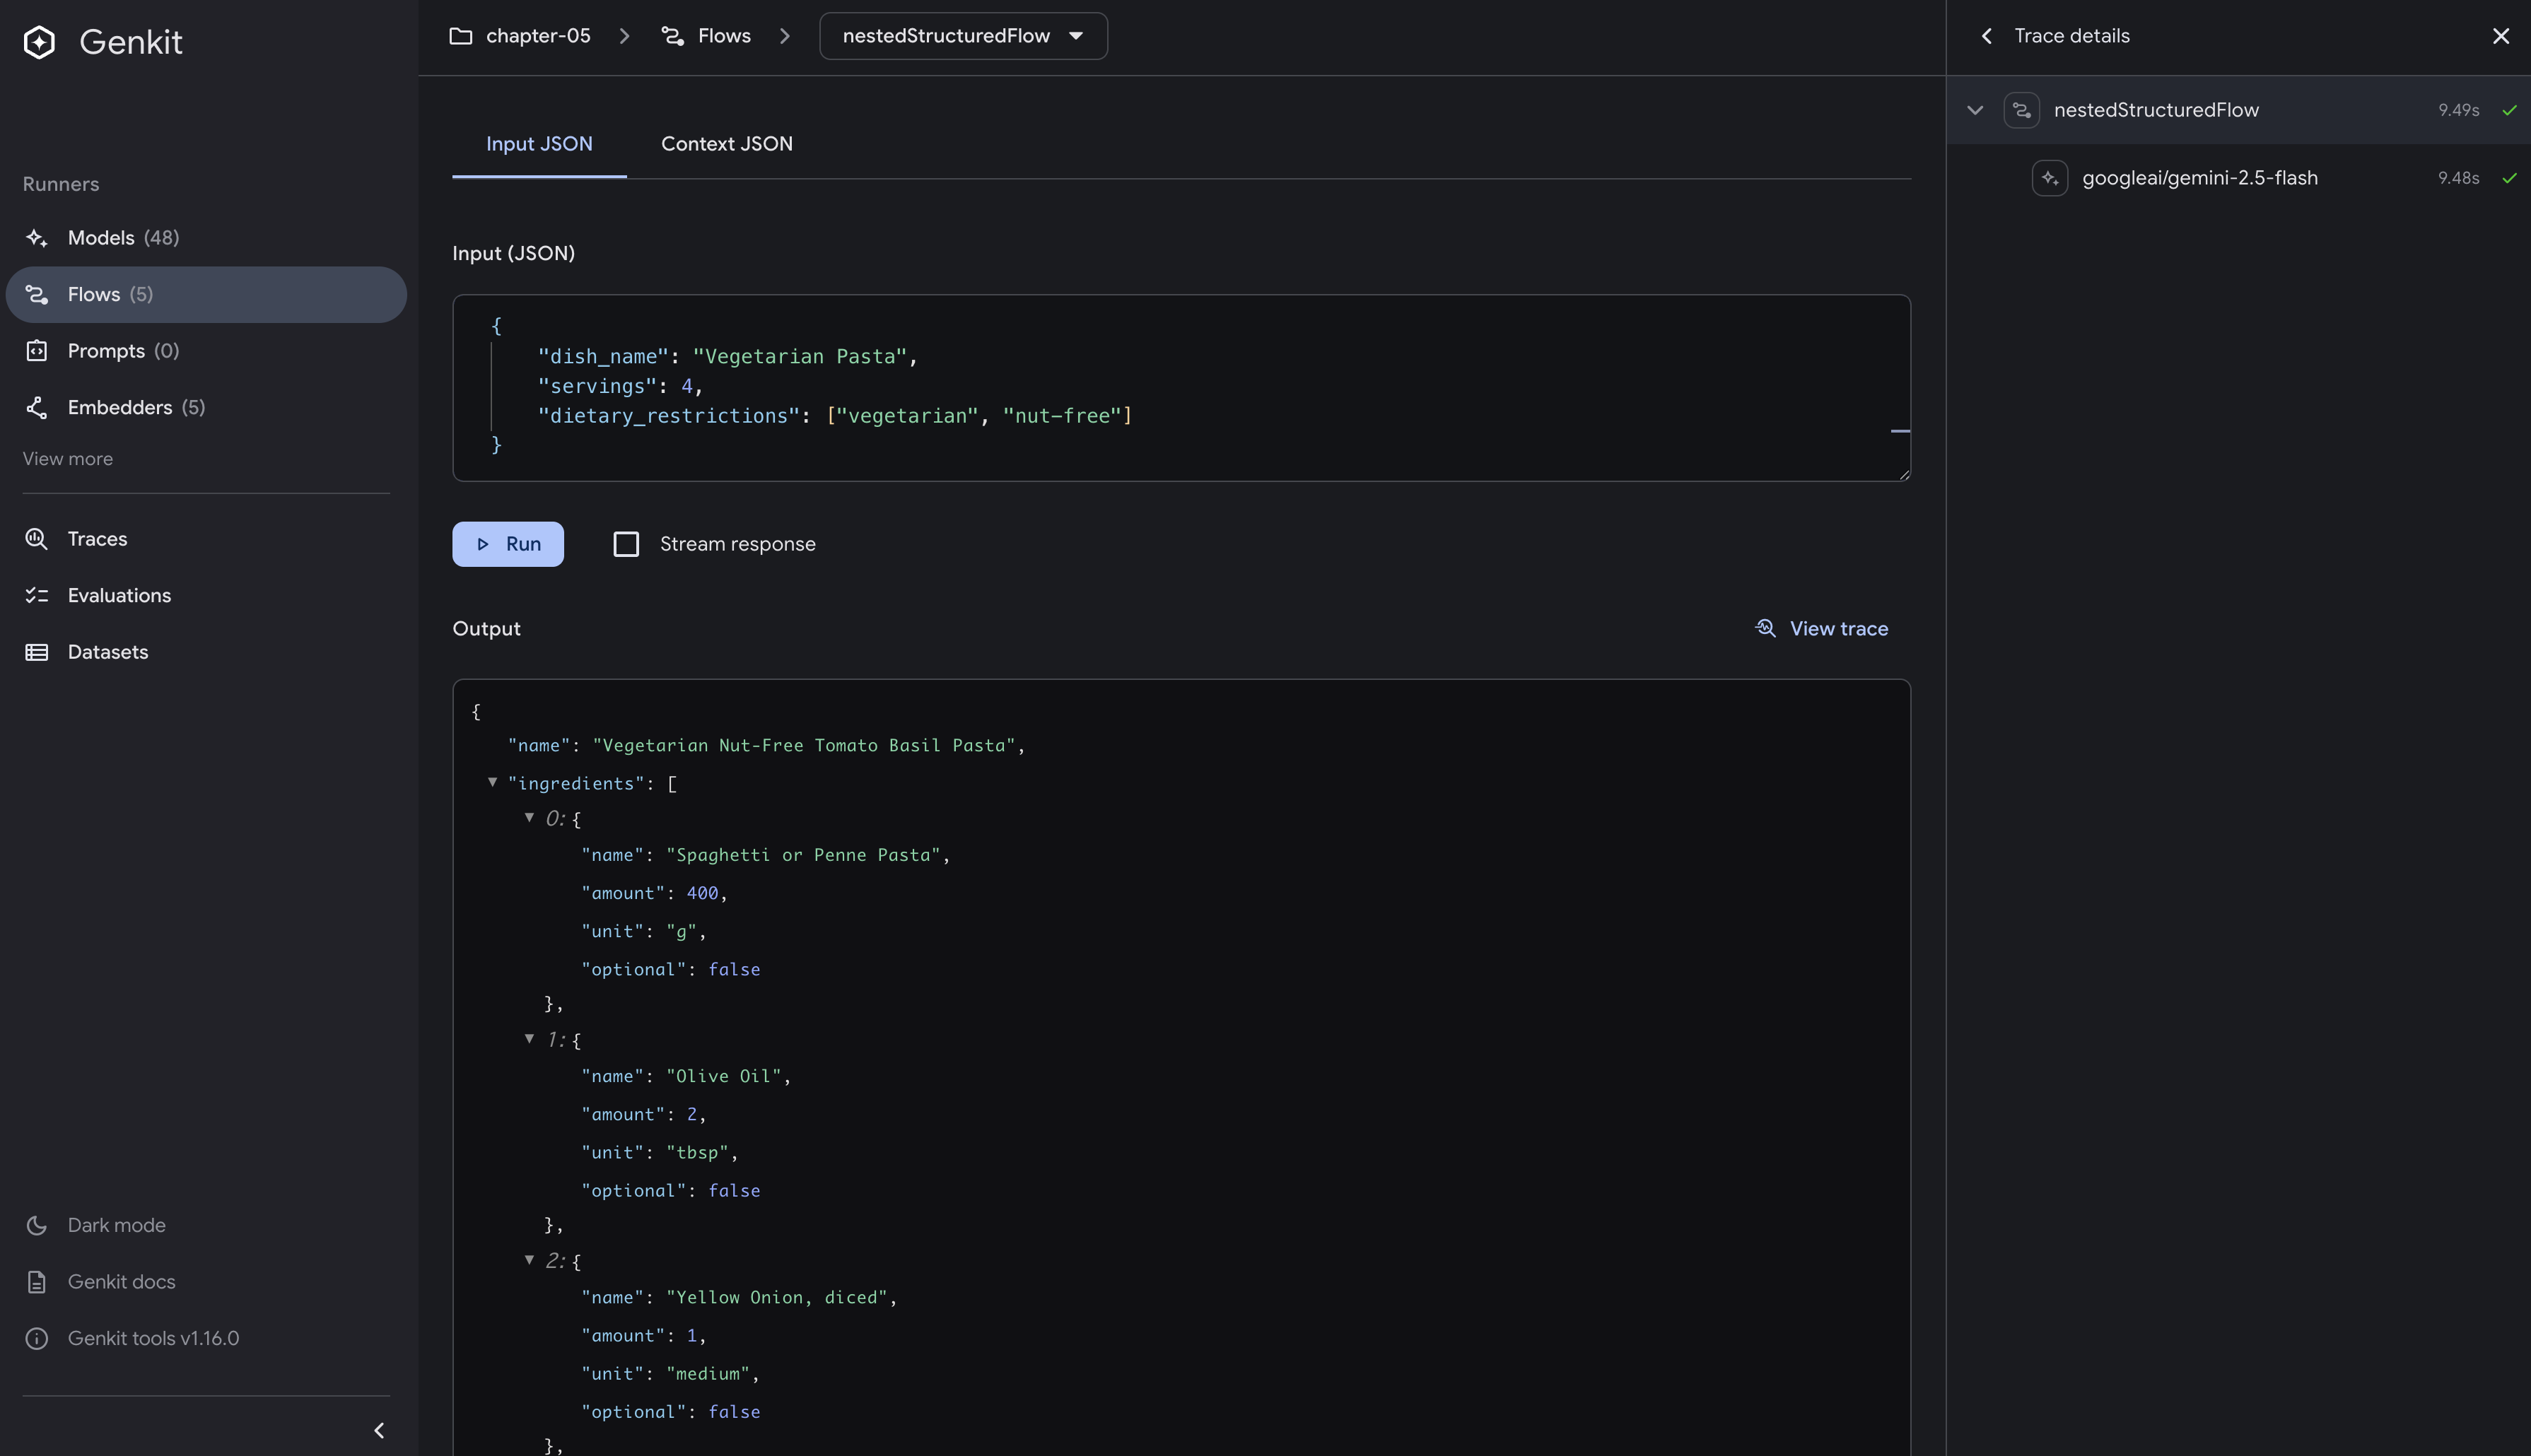 Genkit
Runners
Models (48)
Flows (5)
Prompts (0)
Embedders (5)
View more
Traces
Evaluations
Datasets
Dark mode
Genkit docs
Genkit tools v1.16.0
chapter-05
Flows
nestedStructuredFlow
Input JSON
Context JSON
Input (JSON)
{
"dish_name": "Vegetarian Pasta",
"servings": 4,
"dietary_restrictions": ["vegetarian", "nut-free"]
}
Run
Stream response
Output
View trace
{
"name": "Vegetarian Nut-Free Tomato Basil Pasta",
"ingredients": [
0: {
"name": "Spaghetti or Penne Pasta",
"amount": 400,
"unit": "g",
"optional": false
},
1: {
"name": "Olive Oil",
"amount": 2,
"unit": "tbsp",
"optional": false
},
2: {
"name": "Yellow Onion, diced",
"amount": 1,
"unit": "medium",
"optional": false
},
Trace details
nestedStructuredFlow 9.49s
googleai/gemini-2.5-flash 9.48s